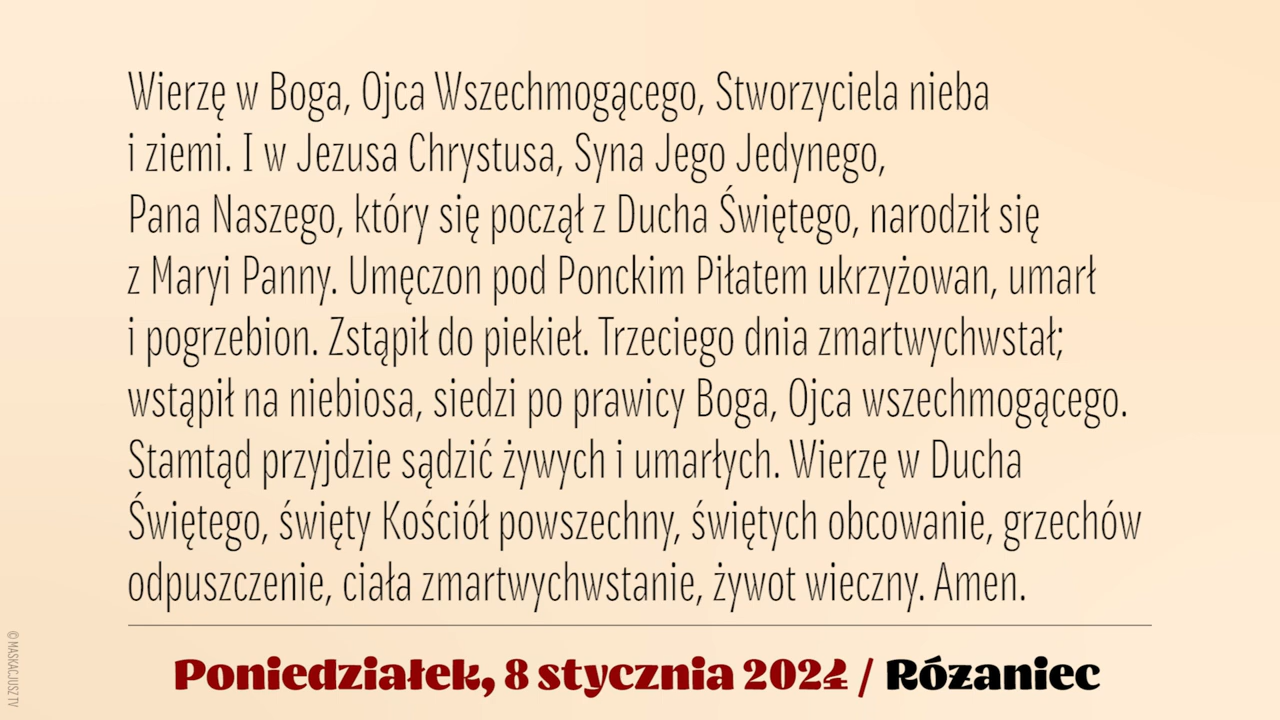 Wierzę w Boga, Ojca Wszechmogącego, Stworzyciela nieba
i ziemi. I w Jezusa Chrystusa, Syna Jego Jedynego,
Pana Naszego, który się począł z Ducha Świętego, narodził się
z Maryi Panny. Umęczon pod Ponckim Piłatem ukrzyżowan, umarł
i pogrzebion. Zstąpił do piekieł. Trzeciego dnia zmartwychwstał;
wstąpił na niebiosa, siedzi po prawicy Boga, Ojca wszechmogącego.
Stamtąd przyjdzie sądzić żywych i umarłych. Wierzę w Ducha
Świętego, święty Kościół powszechny, świętych obcowanie, grzechów
odpuszczenie, ciała zmartwychwstanie, żywot wieczny. Amen.
Poniedziałek, 8 stycznia 2024 / Różaniec
© MASKACJUSZ TV